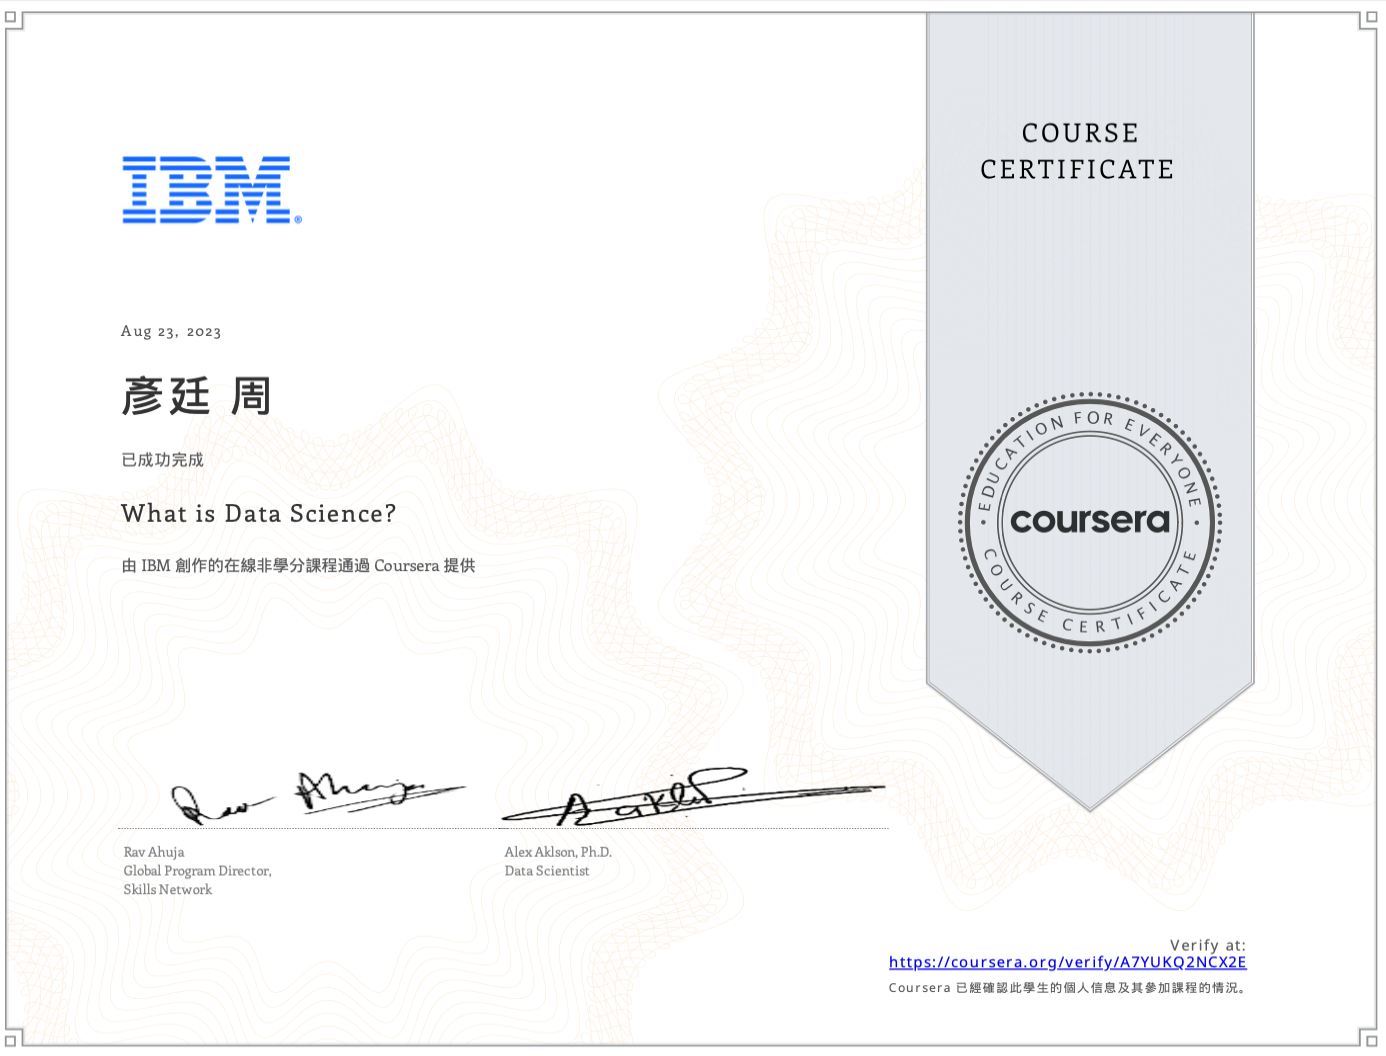 COURSE
CERTIFICATE
IBM®
Aug 23, 2023
彥廷 周
已成功完成
What is Data Science?
由 IBM 創作的在線非學分課程通過 Coursera 提供
EDUCATION FOR EVERYONE
coursera
COURSE CERTIFICATE
Rav Ahuja
Alex Aklson
Rav Ahuja
Global Program Director,
Skills Network
Alex Aklson, Ph.D.
Data Scientist
Verify at:
https://coursera.org/verify/A7YUKQ2NCX2E
Coursera 已經確認此學生的個人信息及其參加課程的情況。